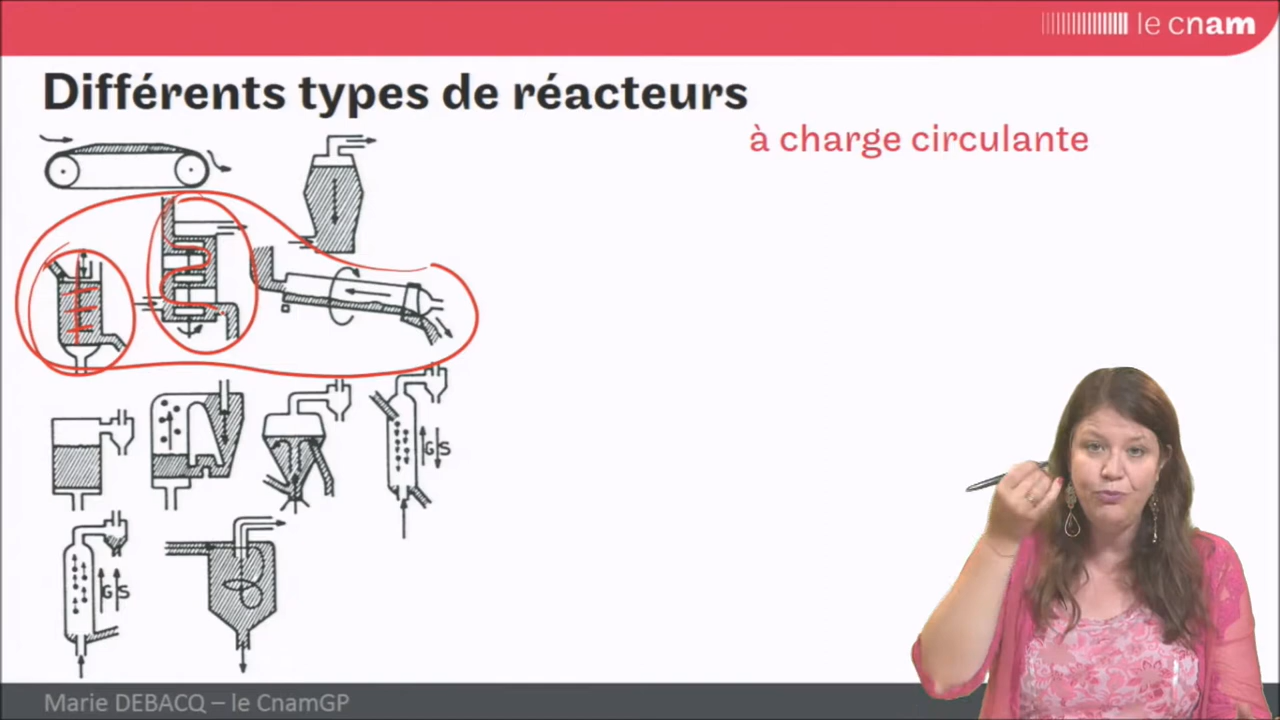 le cnam
Différents types de réacteurs
à charge circulante
G S
G S
Marie DEBACQ – le CnamGP